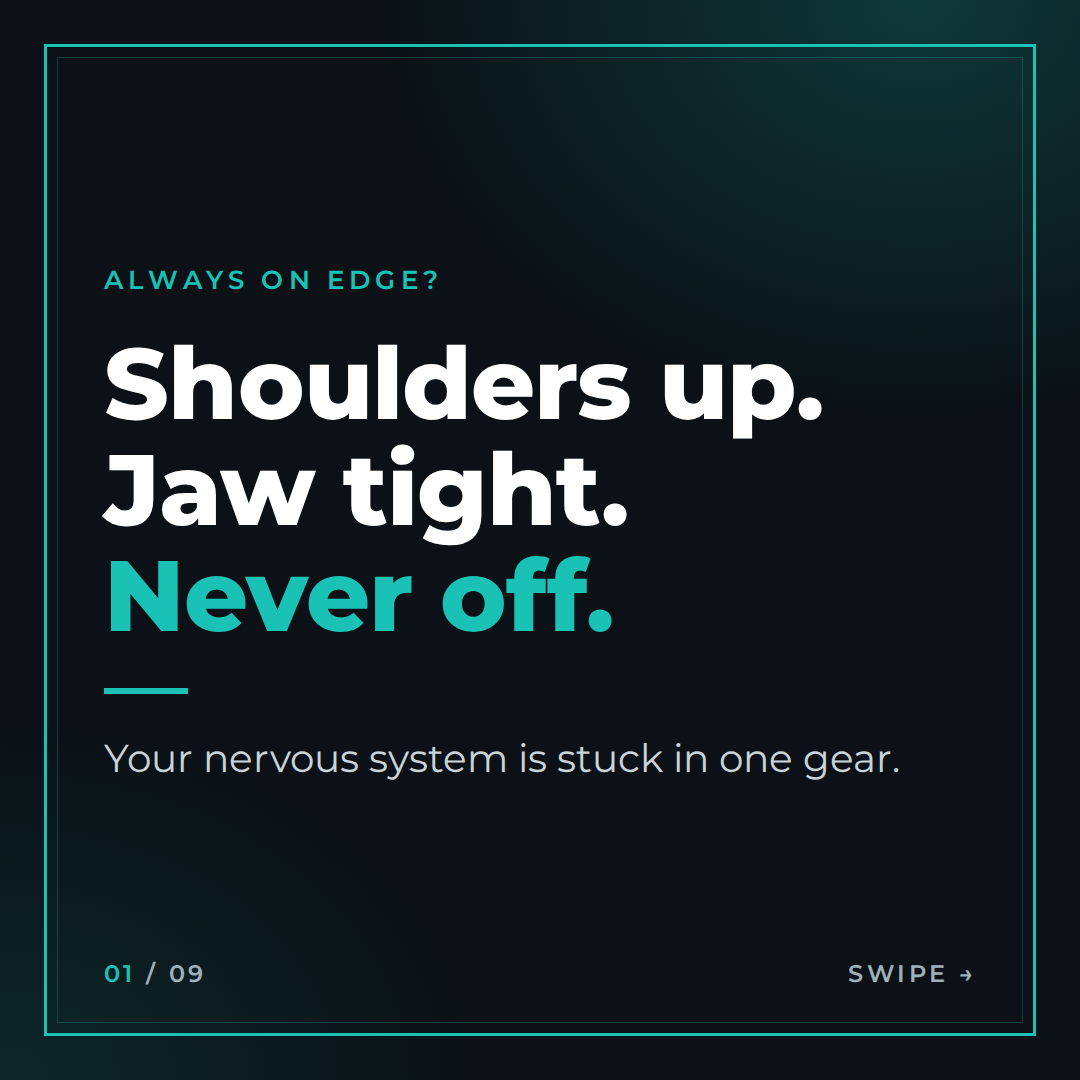 ALWAYS ON EDGE?
Shoulders up.
Jaw tight.
Never off.
Your nervous system is stuck in one gear.
01 / 09
SWIPE →